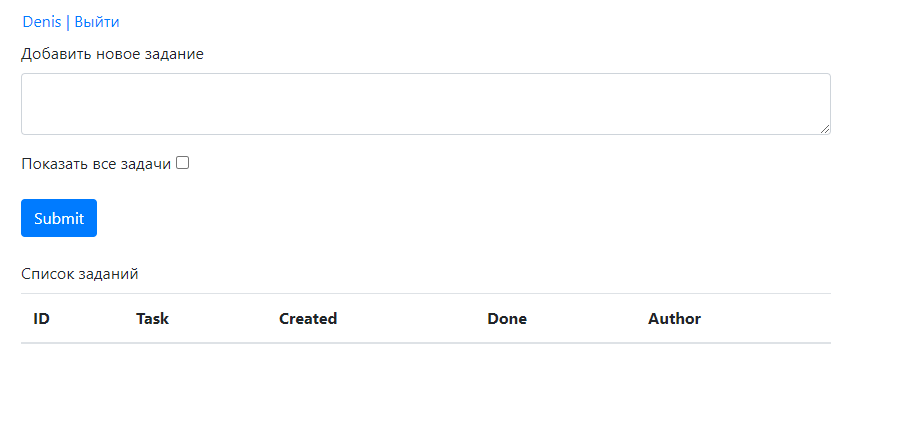 Denis | Выйти
Добавить новое задание
Показать все задачи
Submit
Список заданий
ID Task Created Done Author